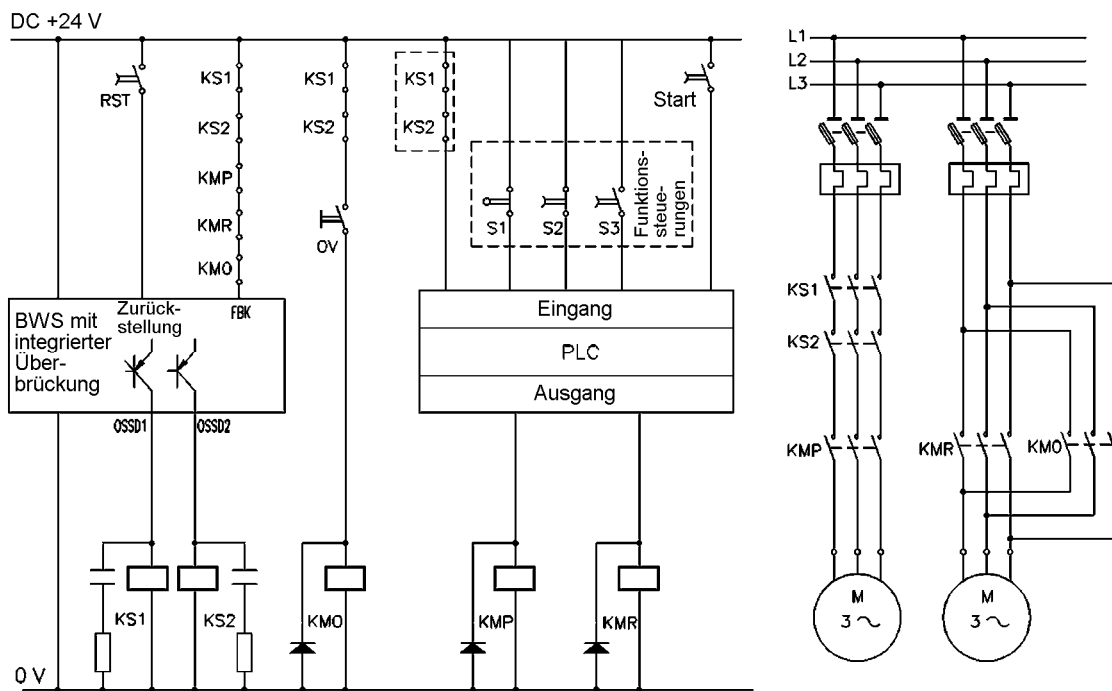 DC +24 V
RST
KS1
KS2
KMP
KMR
KMO
FBK
KS1
KS2
OV
KS1
KS2
S1
S2
S3
Funktions-
steue-
rungen
Start
BWS mit
integrierter
Über-
brückung
Zurück-
stellung
OSSD1
OSSD2
Eingang
PLC
Ausgang
KS1
KS2
KMO
KMP
KMR
0 V
L1
L2
L3
KS1
KS2
KMP
KMR
KMO
M
3 ~
M
3 ~